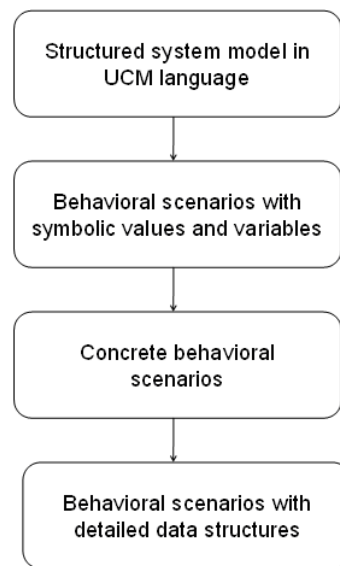 Structured system model in
UCM language
Behavioral scenarios with
symbolic values and variables
Concrete behavioral
scenarios
Behavioral scenarios with
detailed data structures